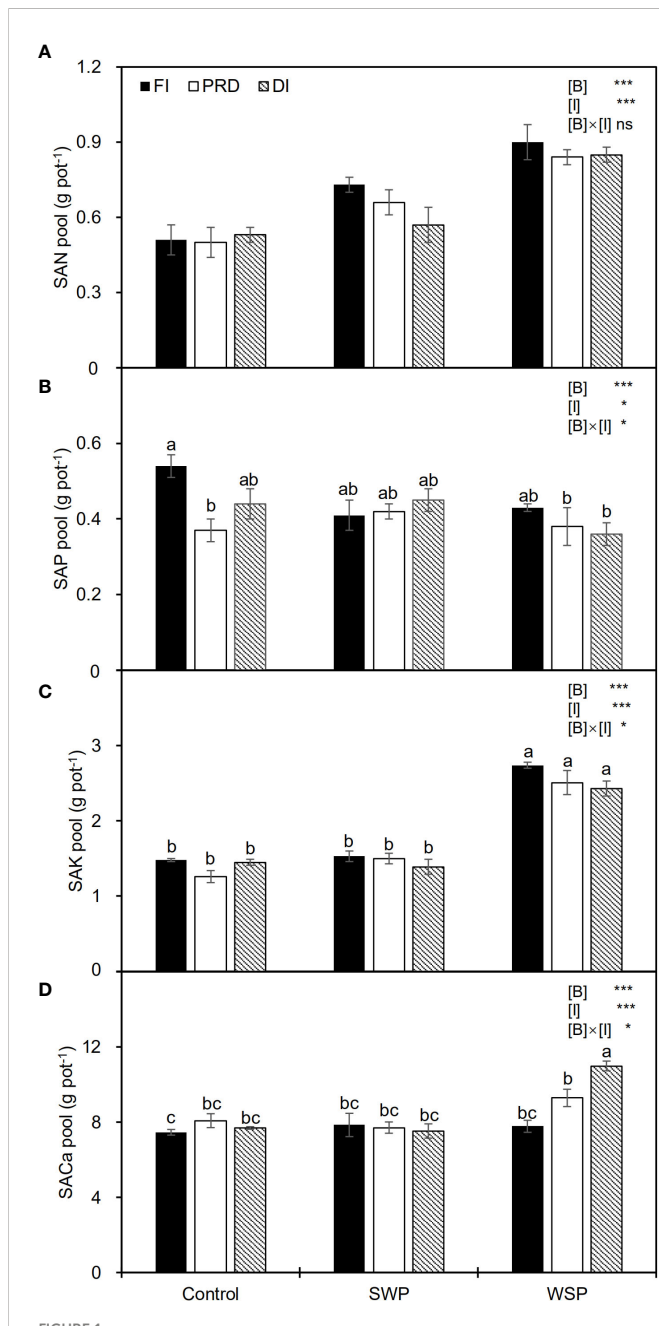 A
1.2
FI PRD DI
[B] ***
[I] ***
[B]×[I] ns
0.9
0.6
0.3
0
SAN pool (g pot-1)
B
[B] ***
[I] *
[B]×[I] *
0.6
0.4
0.2
0
SAP pool (g pot-1)
a b ab ab ab ab ab b b
C
[B] ***
[I] ***
[B]×[I] *
3
2
1
0
SAK pool (g pot-1)
b b b b b b a a a
D
[B] ***
[I] ***
[B]×[I] *
12
8
4
0
SACa pool (g pot-1)
c bc bc bc bc bc bc b a
Control SWP WSP
FIGURE 1